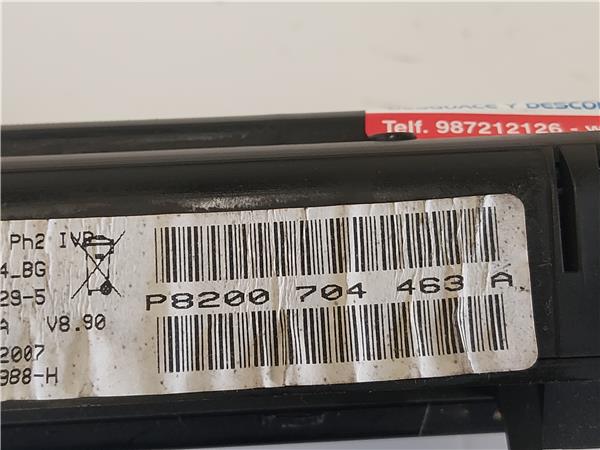 DESGUACE Y DESCON
Telf. 987212126 - w
Ph2 IVP
4_BG
29-5
A V8.90
2007
988-H
P8200 704 463 A